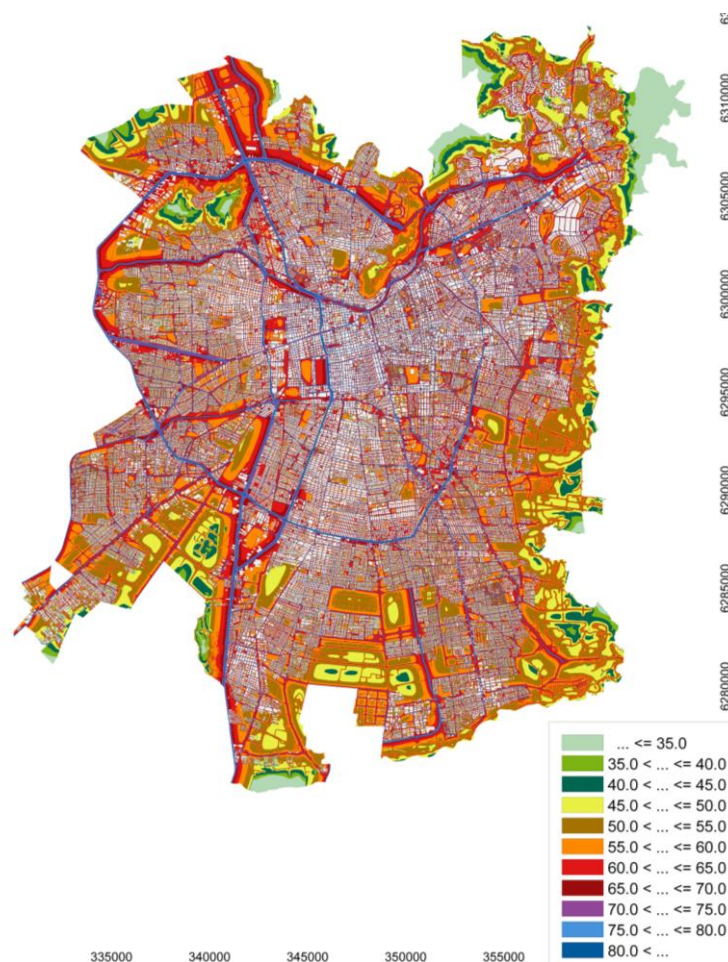 6310000
6305000
6300000
6295000
6290000
6285000
6280000
... <= 35.0
35.0 < ... <= 40.0
40.0 < ... <= 45.0
45.0 < ... <= 50.0
50.0 < ... <= 55.0
55.0 < ... <= 60.0
60.0 < ... <= 65.0
65.0 < ... <= 70.0
70.0 < ... <= 75.0
75.0 < ... <= 80.0
80.0 < ...
335000 340000 345000 350000 355000